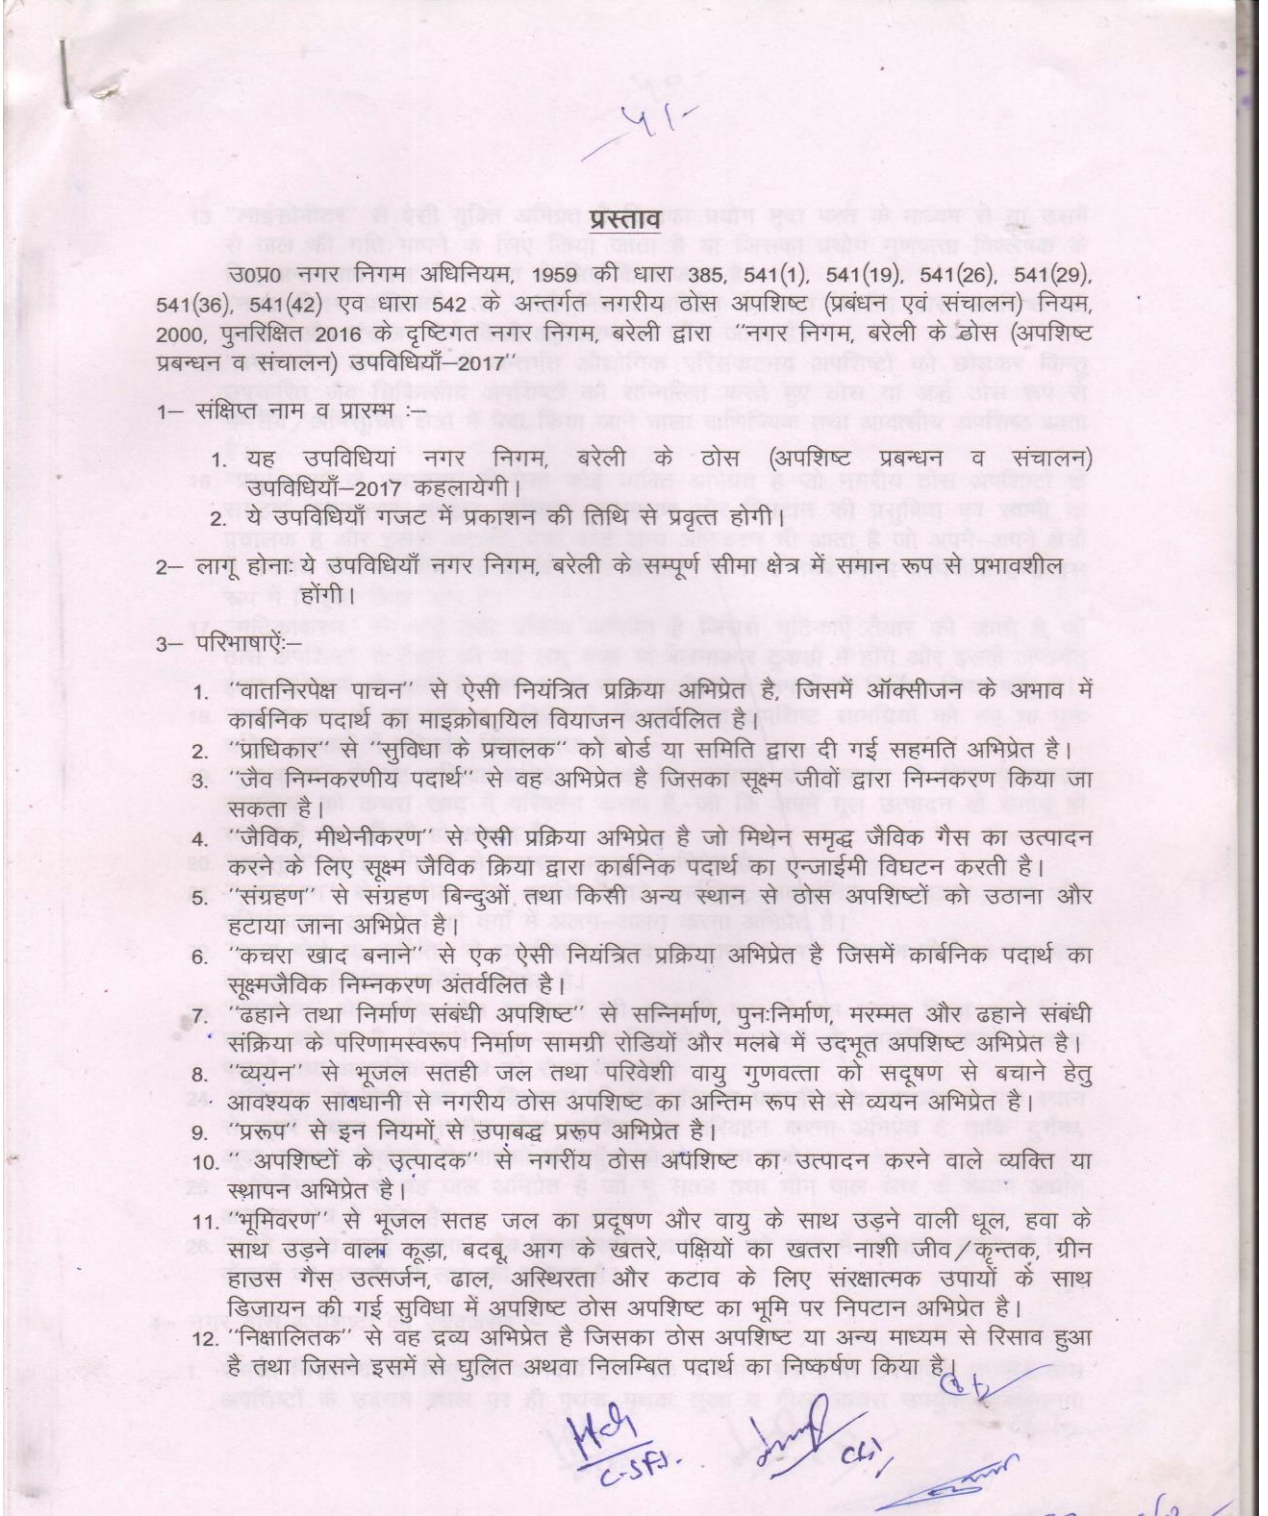 प्रस्ताव
उ0प्र0 नगर निगम अधिनियम, 1959 की धारा 385, 541(1), 541(19), 541(26), 541(29),
541(36), 541(42) एव धारा 542 के अन्तर्गत नगरीय ठोस अपशिष्ट (प्रबंधन एवं संचालन) नियम,
2000, पुनरिक्षित 2016 के दृष्टिगत नगर निगम, बरेली द्वारा "नगर निगम, बरेली के ठोस (अपशिष्ट
प्रबन्धन व संचालन) उपविधियाँ–2017"
1– संक्षिप्त नाम व प्रारम्भ :–
1. यह उपविधियां नगर निगम, बरेली के ठोस (अपशिष्ट प्रबन्धन व संचालन)
उपविधियाँ–2017 कहलायेगी।
2. ये उपविधियाँ गजट में प्रकाशन की तिथि से प्रवृत्त होंगी।
2– लागू होनाः ये उपविधियाँ नगर निगम, बरेली के सम्पूर्ण सीमा क्षेत्र में समान रूप से प्रभावशील
होंगी।
3– परिभाषाऐं:–
1. "वातनिरपेक्ष पाचन" से ऐसी नियंत्रित प्रक्रिया अभिप्रेत है, जिसमें ऑक्सीजन के अभाव में
कार्बनिक पदार्थ का माइक्रोबायिल वियाजन अतर्वलित है।
2. "प्राधिकार" से "सुविधा के प्रचालक" को बोर्ड या समिति द्वारा दी गई सहमति अभिप्रेत है।
3. "जैव निम्नकरणीय पदार्थ" से वह अभिप्रेत है जिसका सूक्ष्म जीवों द्वारा निम्नकरण किया जा
सकता है।
4. "जैविक, मीथेनीकरण" से ऐसी प्रक्रिया अभिप्रेत है जो मिथेन समृद्ध जैविक गैस का उत्पादन
करने के लिए सूक्ष्म जैविक क्रिया द्वारा कार्बनिक पदार्थ का एन्जाईमी विघटन करती है।
5. "संग्रहण" से संग्रहण बिन्दुओं तथा किसी अन्य स्थान से ठोस अपशिष्टों को उठाना और
हटाया जाना अभिप्रेत है।
6. "कचरा खाद बनाने" से एक ऐसी नियंत्रित प्रक्रिया अभिप्रेत है जिसमें कार्बनिक पदार्थ का
सूक्ष्मजैविक निम्नकरण अंतर्वलित है।
7. "ढहाने तथा निर्माण संबंधी अपशिष्ट" से सन्निर्माण, पुनःनिर्माण, मरम्मत और ढहाने संबंधी
संक्रिया के परिणामस्वरूप निर्माण सामग्री रोडियों और मलबे में उदभूत अपशिष्ट अभिप्रेत है।
8. "व्ययन" से भूजल सतही जल तथा परिवेशी वायु गुणवत्ता को सदूषण से बचाने हेतु
आवश्यक सावधानी से नगरीय ठोस अपशिष्ट का अन्तिम रूप से से व्ययन अभिप्रेत है।
9. "प्ररूप" से इन नियमों से उपाबद्ध प्ररूप अभिप्रेत है।
10. " अपशिष्टों के उत्पादक" से नगरीय ठोस अपशिष्ट का उत्पादन करने वाले व्यक्ति या
स्थापन अभिप्रेत है।
11. "भूमिवरण" से भूजल सतह जल का प्रदूषण और वायु के साथ उड़ने वाली धूल, हवा के
साथ उड़ने वाला कूड़ा, बदबू, आग के खतरे, पक्षियों का खतरा नाशी जीव/कृन्तक, ग्रीन
हाउस गैस उत्सर्जन, ढाल, अस्थिरता और कटाव के लिए संरक्षात्मक उपायों के साथ
डिजायन की गई सुविधा में अपशिष्ट ठोस अपशिष्ट का भूमि पर निपटान अभिप्रेत है।
12. "निक्षालितक" से वह द्रव्य अभिप्रेत है जिसका ठोस अपशिष्ट या अन्य माध्यम से रिसाव हुआ
है तथा जिसने इसमें से घुलित अथवा निलम्बित पदार्थ का निष्कर्षण किया है।